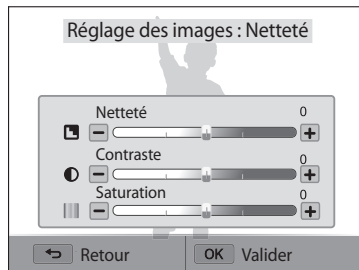 Réglage des images : Netteté
Netteté 0
Contraste 0
Saturation 0
Retour OK Valider